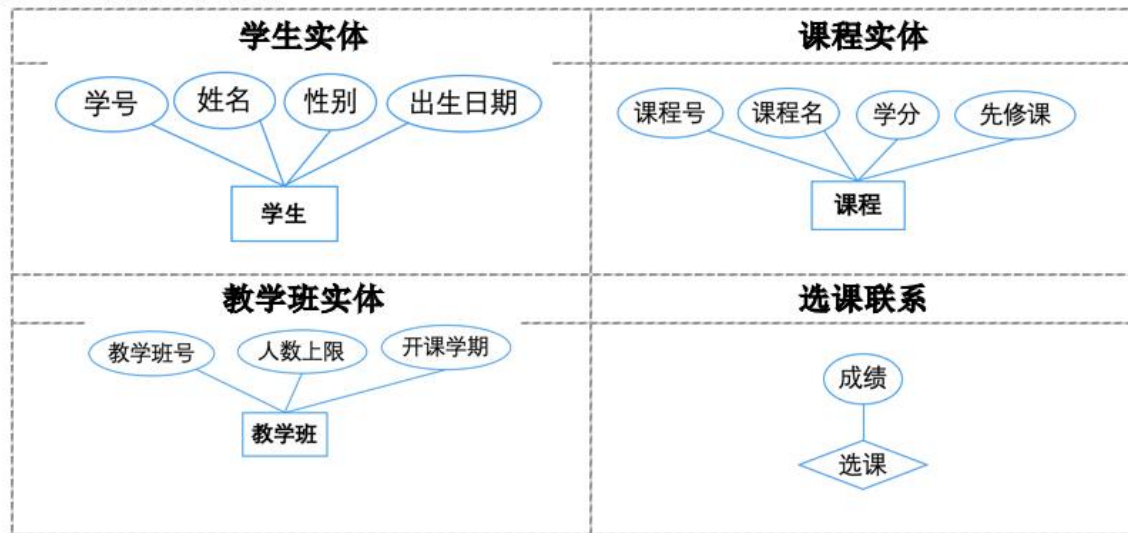 学生实体
学号 姓名 性别 出生日期
学生
课程实体
课程号 课程名 学分 先修课
课程
教学班实体
教学班号 人数上限 开课学期
教学班
选课联系
成绩
选课